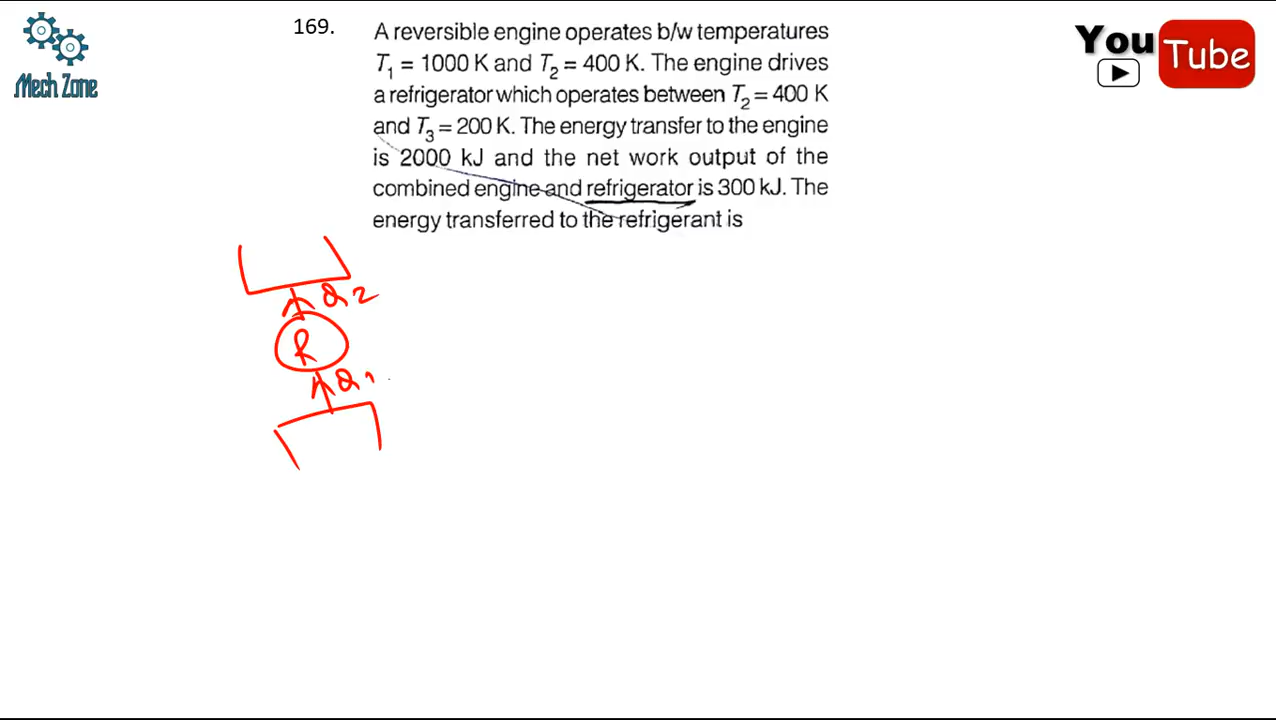 Mech Zone
169.
A reversible engine operates b/w temperatures
T1 = 1000 K and T2 = 400 K. The engine drives
a refrigerator which operates between T2 = 400 K
and T3 = 200 K. The energy transfer to the engine
is 2000 kJ and the net work output of the
combined engine and refrigerator is 300 kJ. The
energy transferred to the refrigerant is
You Tube
Q2
R
Q1